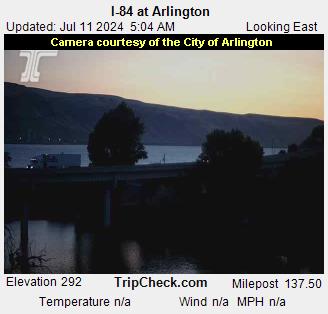 I-84 at Arlington
Updated: Jul 11 2024 5:04 AM Looking East
Camera courtesy of the City of Arlington
Elevation 292 TripCheck.com Milepost 137.50
Temperature n/a Wind n/a MPH n/a